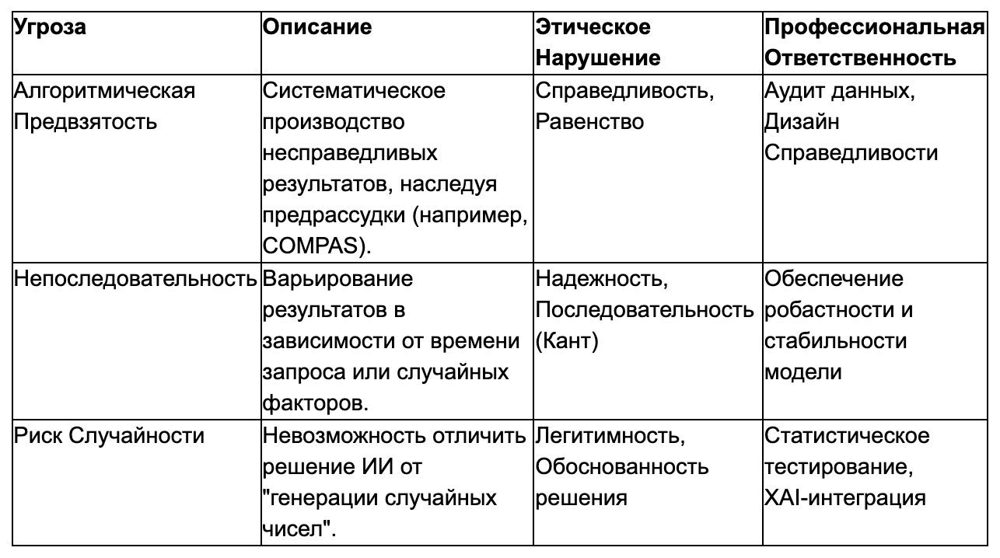 Угроза
Описание
Этическое
Нарушение
Профессиональная
Ответственность
Алгоритмическая
Предвзятость
Систематическое
производство
несправедливых
результатов, наследуя
предрассудки (например,
COMPAS).
Справедливость,
Равенство
Аудит данных,
Дизайн
Справедливости
Непоследовательность
Варьирование
результатов в
зависимости от времени
запроса или случайных
факторов.
Надежность,
Последовательность
(Кант)
Обеспечение
робастности и
стабильности
модели
Риск Случайности
Невозможность отличить
решение ИИ от
"генерации случайных
чисел".
Легитимность,
Обоснованность
решения
Статистическое
тестирование,
XAI-интеграция